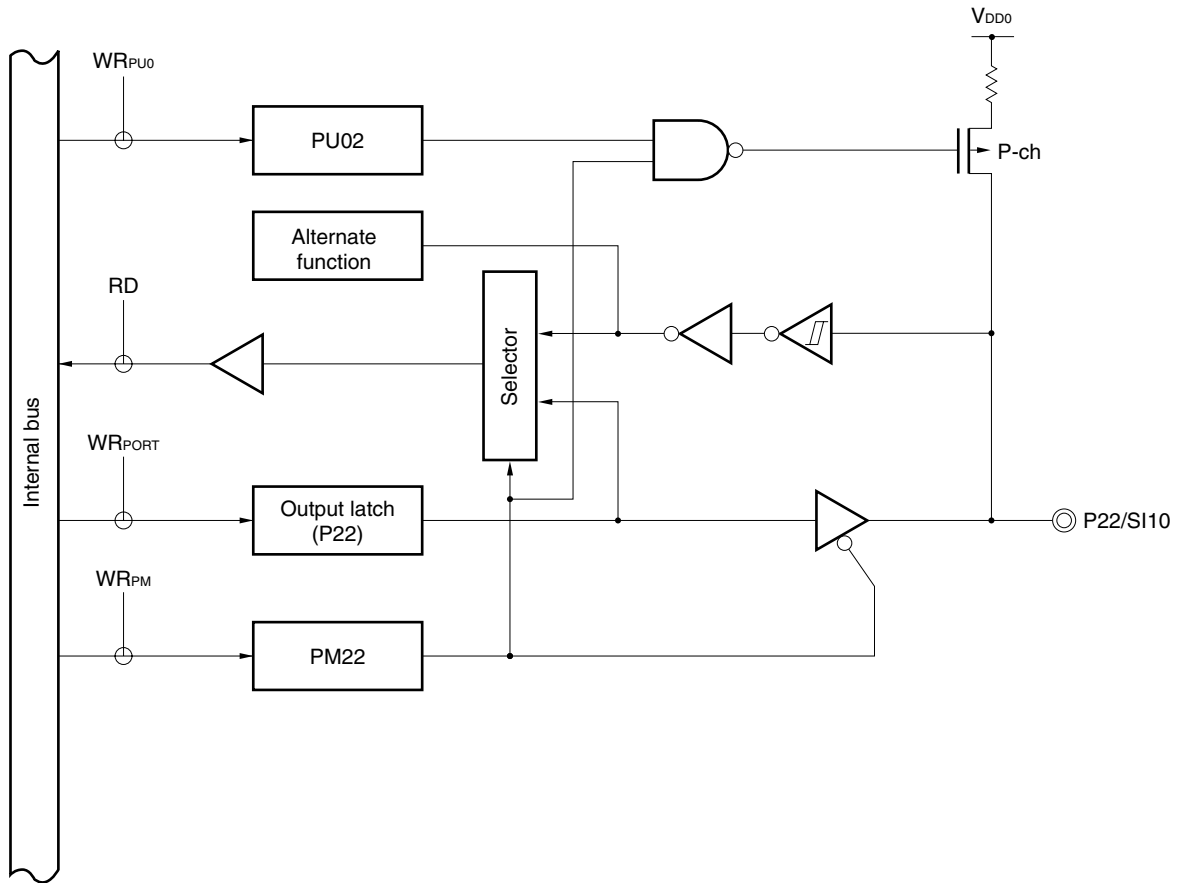 VDD0
WRPU0
PU02
P-ch
Alternate
function
RD
Selector
Internal bus
WRPORT
Output latch
(P22)
P22/SI10
WRPM
PM22